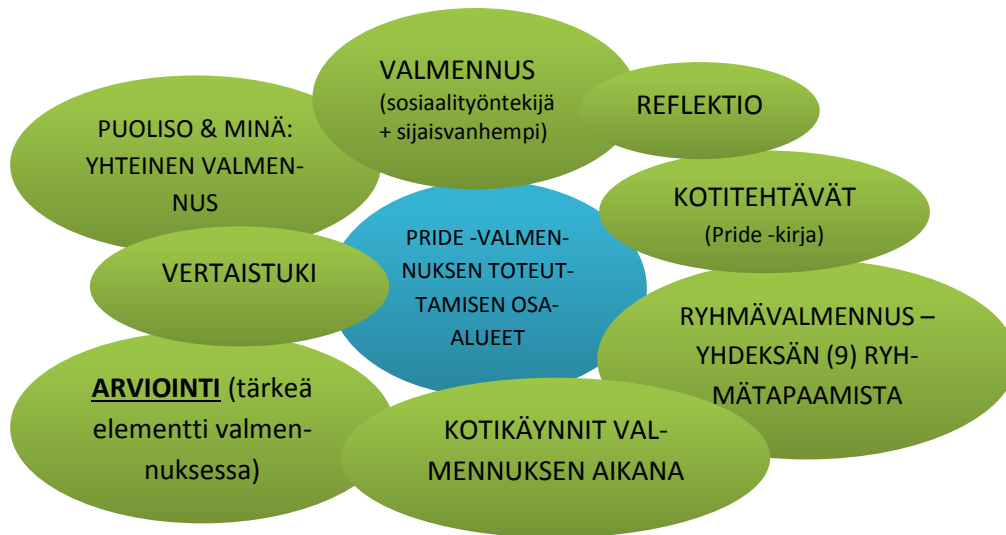 VALMENNUS
(sosiaalityöntekijä
+ sijaisvanhempi)
REFLEKTIO
PUOLISO & MINÄ:
YHTEINEN VALMEN-
NUS
KOTITEHTÄVÄT
(Pride -kirja)
PRIDE -VALMEN-
NUKSEN TOTEUT-
TAMISEN OSA-
ALUEET
VERTAISTUKI
RYHMÄVALMENNUS –
YHDEKSÄN (9) RYH-
MÄTAPAAMISTA
ARVIOINTI (tärkeä
elementti valmen-
nuksessa)
KOTIKÄYNNIT VAL-
MENNUKSEN AIKANA